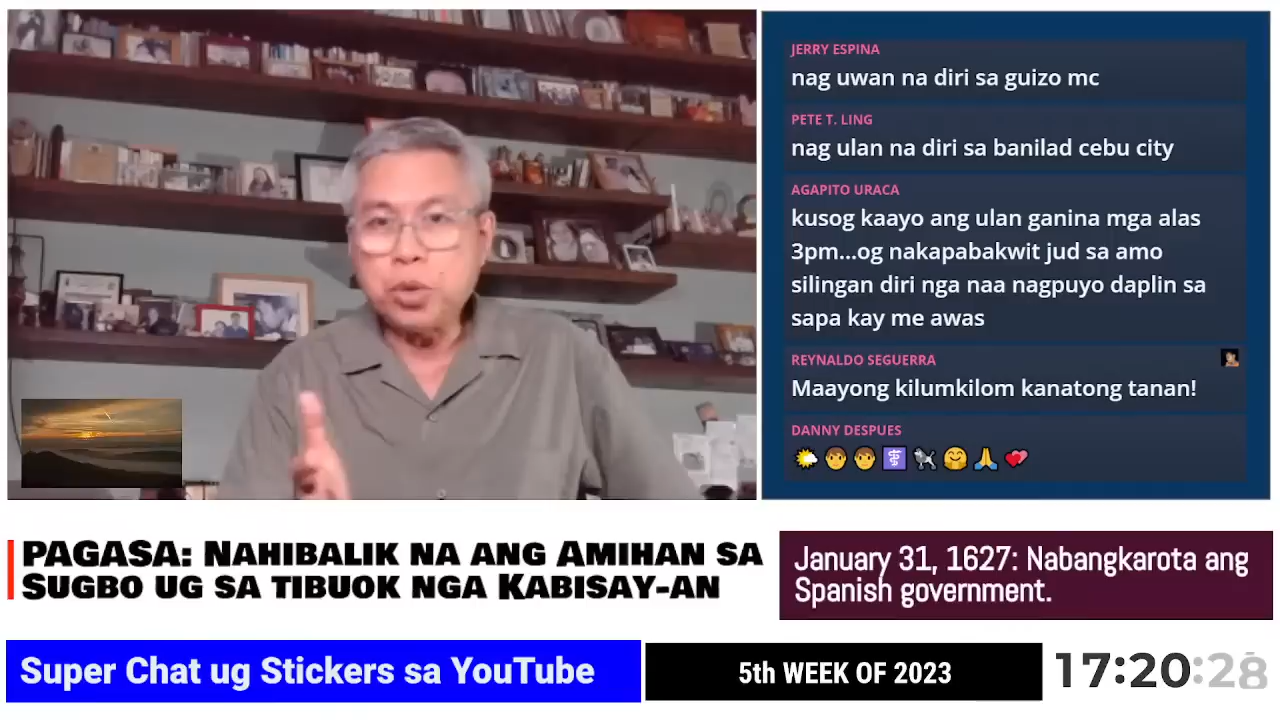 JERRY ESPINA
nag uwan na diri sa guizo mc
PETE T. LING
nag ulan na diri sa banilad cebu city
AGAPITO URACA
kusog kaayo ang ulan ganina mga alas
3pm...og nakapabakwit jud sa amo
silingan diri nga naa nagpuyo daplin sa
sapa kay me awas
REYNALDO SEGUERRA
Maayong kilumkilom kanatong tanan!
DANNY DESPUES
🌤️👨👨⚕️🐩🤗🙏💕
PAGASA: NAHIBALIK NA ANG AMIHAN SA
SUGBO UG SA TIBUOK NGA KABISAY-AN
January 31, 1627: Nabangkarota ang
Spanish government.
Super Chat ug Stickers sa YouTube
5th WEEK OF 2023
17:20:28